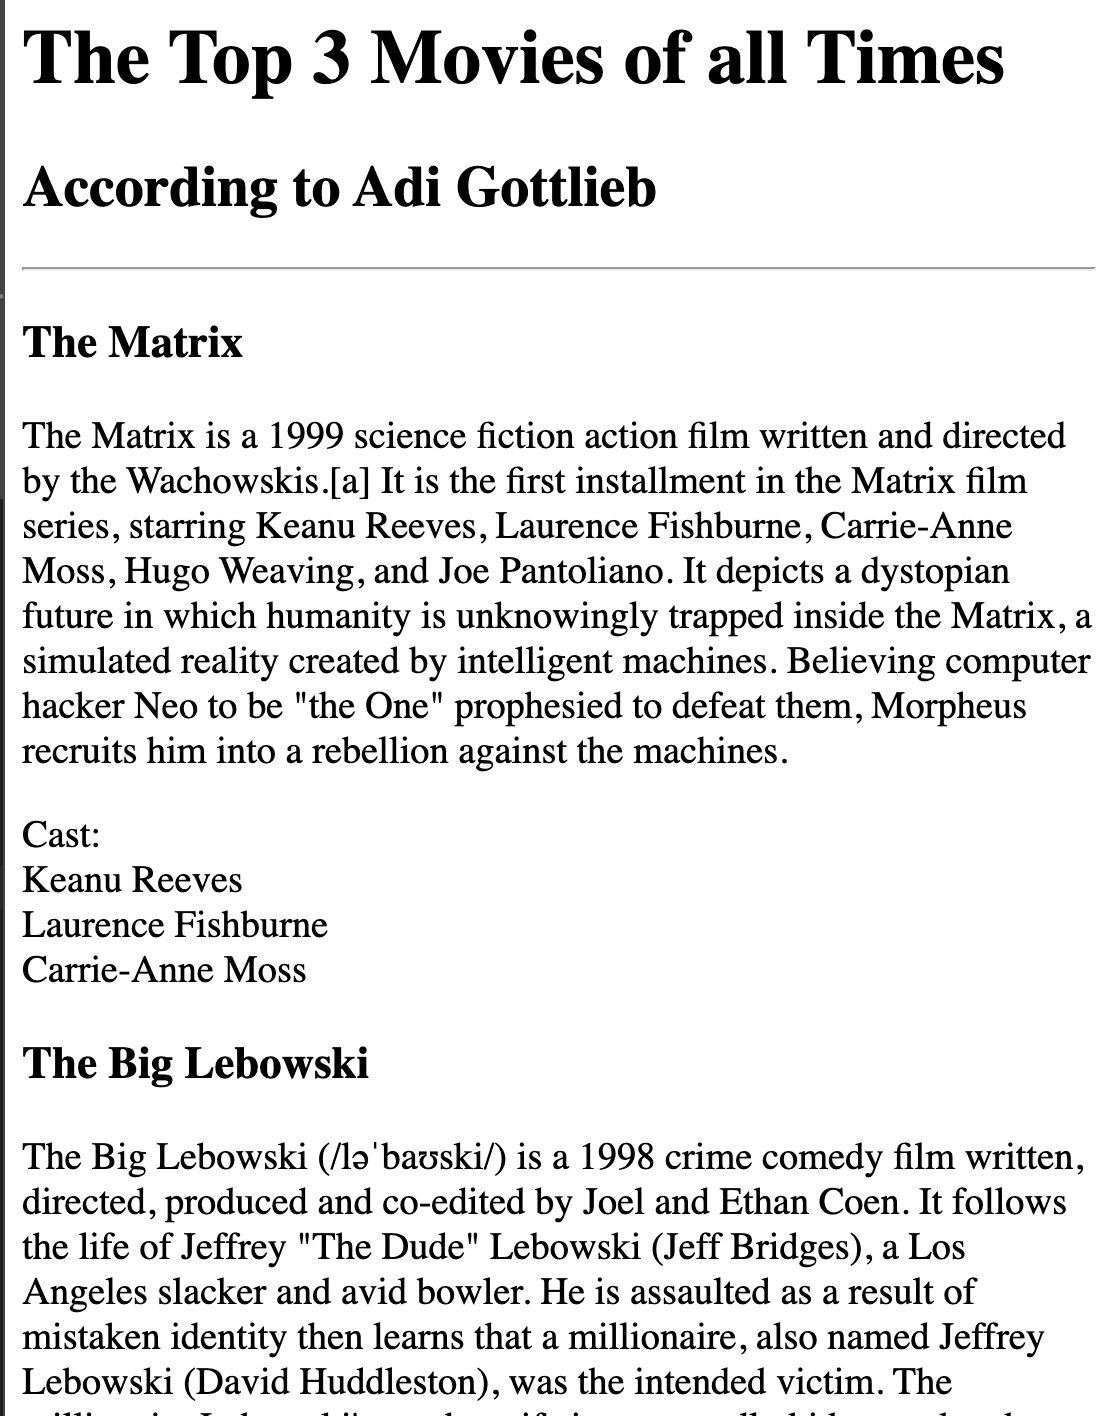 The Top 3 Movies of all Times
According to Adi Gottlieb
The Matrix
The Matrix is a 1999 science fiction action film written and directed
by the Wachowskis.[a] It is the first installment in the Matrix film
series, starring Keanu Reeves, Laurence Fishburne, Carrie-Anne
Moss, Hugo Weaving, and Joe Pantoliano. It depicts a dystopian
future in which humanity is unknowingly trapped inside the Matrix, a
simulated reality created by intelligent machines. Believing computer
hacker Neo to be "the One" prophesied to defeat them, Morpheus
recruits him into a rebellion against the machines.
Cast:
Keanu Reeves
Laurence Fishburne
Carrie-Anne Moss
The Big Lebowski
The Big Lebowski (/ləˈbaʊski/) is a 1998 crime comedy film written,
directed, produced and co-edited by Joel and Ethan Coen. It follows
the life of Jeffrey "The Dude" Lebowski (Jeff Bridges), a Los
Angeles slacker and avid bowler. He is assaulted as a result of
mistaken identity then learns that a millionaire, also named Jeffrey
Lebowski (David Huddleston), was the intended victim. The